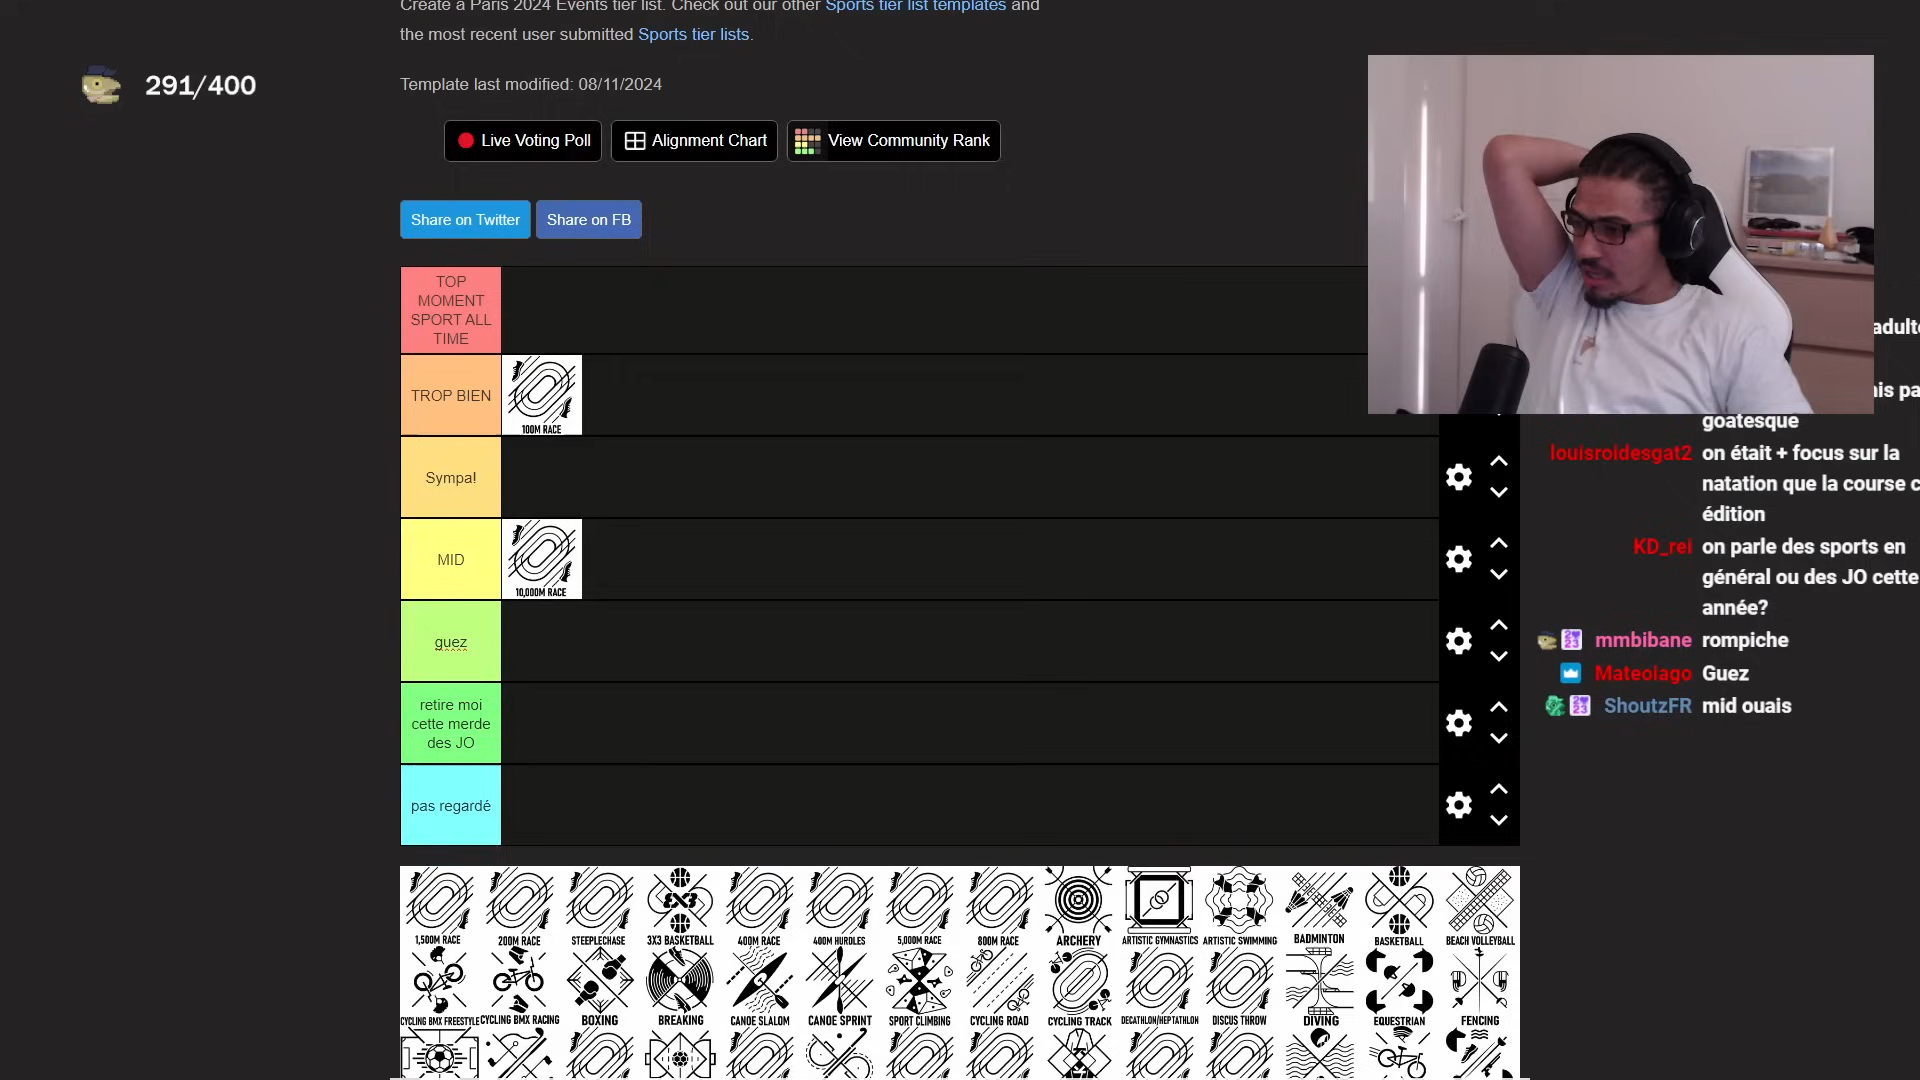 Create a Paris 2024 Events tier list. Check out our other Sports tier list templates and
the most recent user submitted Sports tier lists.
291/400
Template last modified: 08/11/2024
Live Voting Poll
Alignment Chart
View Community Rank
Share on Twitter
Share on FB
TOP
MOMENT
SPORT ALL
TIME
TROP BIEN
100M RACE
Sympa!
MID
10,000M RACE
guez
retire moi
cette merde
des JO
pas regardé
goatesque
louisroidesgat2 on était + focus sur la
natation que la course c
édition
KD_rel on parle des sports en
général ou des JO cette
année?
mmbibane rompiche
Mateoiago Guez
ShoutzFR mid ouais
1,500M RACE
200M RACE
STEEPLECHASE
3X3 BASKETBALL
400M RACE
400M HURDLES
5,000M RACE
800M RACE
ARCHERY
ARTISTIC GYMNASTICS
ARTISTIC SWIMMING
BADMINTON
BASKETBALL
BEACH VOLLEYBALL
CYCLING BMX FREESTYLE
CYCLING BMX RACING
BOXING
BREAKING
CANOE SLALOM
CANOE SPRINT
SPORT CLIMBING
CYCLING ROAD
CYCLING TRACK
DECATHLON/HEPTATHLON
DISCUS THROW
DIVING
EQUESTRIAN
FENCING